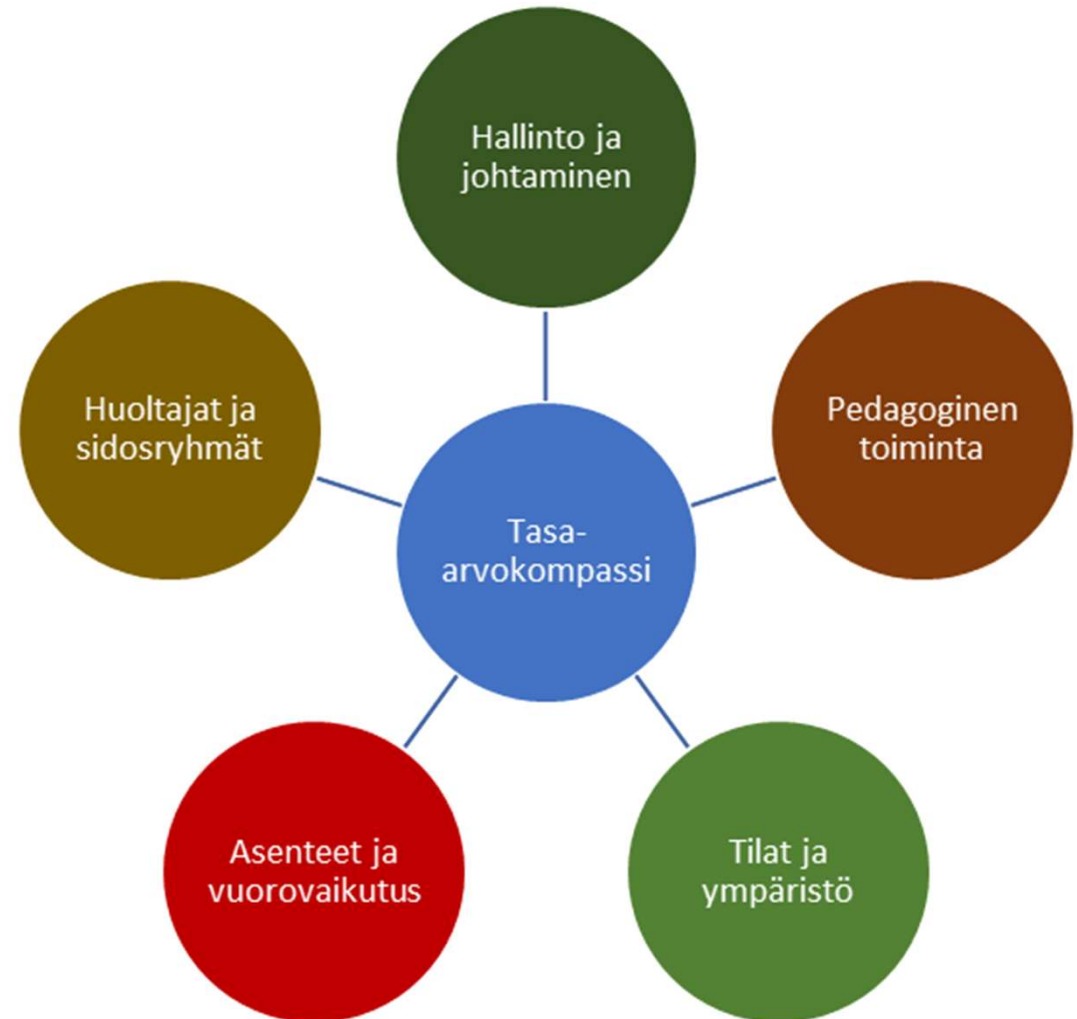 Hallinto ja
johtaminen
Huoltajat ja
sidosryhmät
Pedagoginen
toiminta
Tasa-
arvokompassi
Asenteet ja
vuorovaikutus
Tilat ja
ympäristö